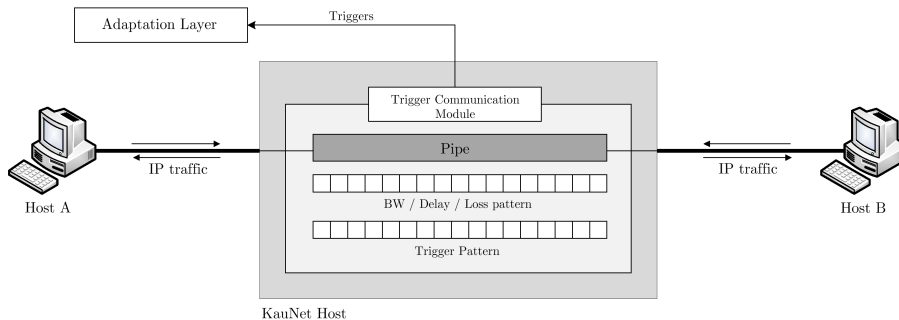 Adaptation Layer
Triggers
Trigger Communication
Module
Pipe
IP traffic
IP traffic
BW / Delay / Loss pattern
Host A
Host B
Trigger Pattern
KauNet Host